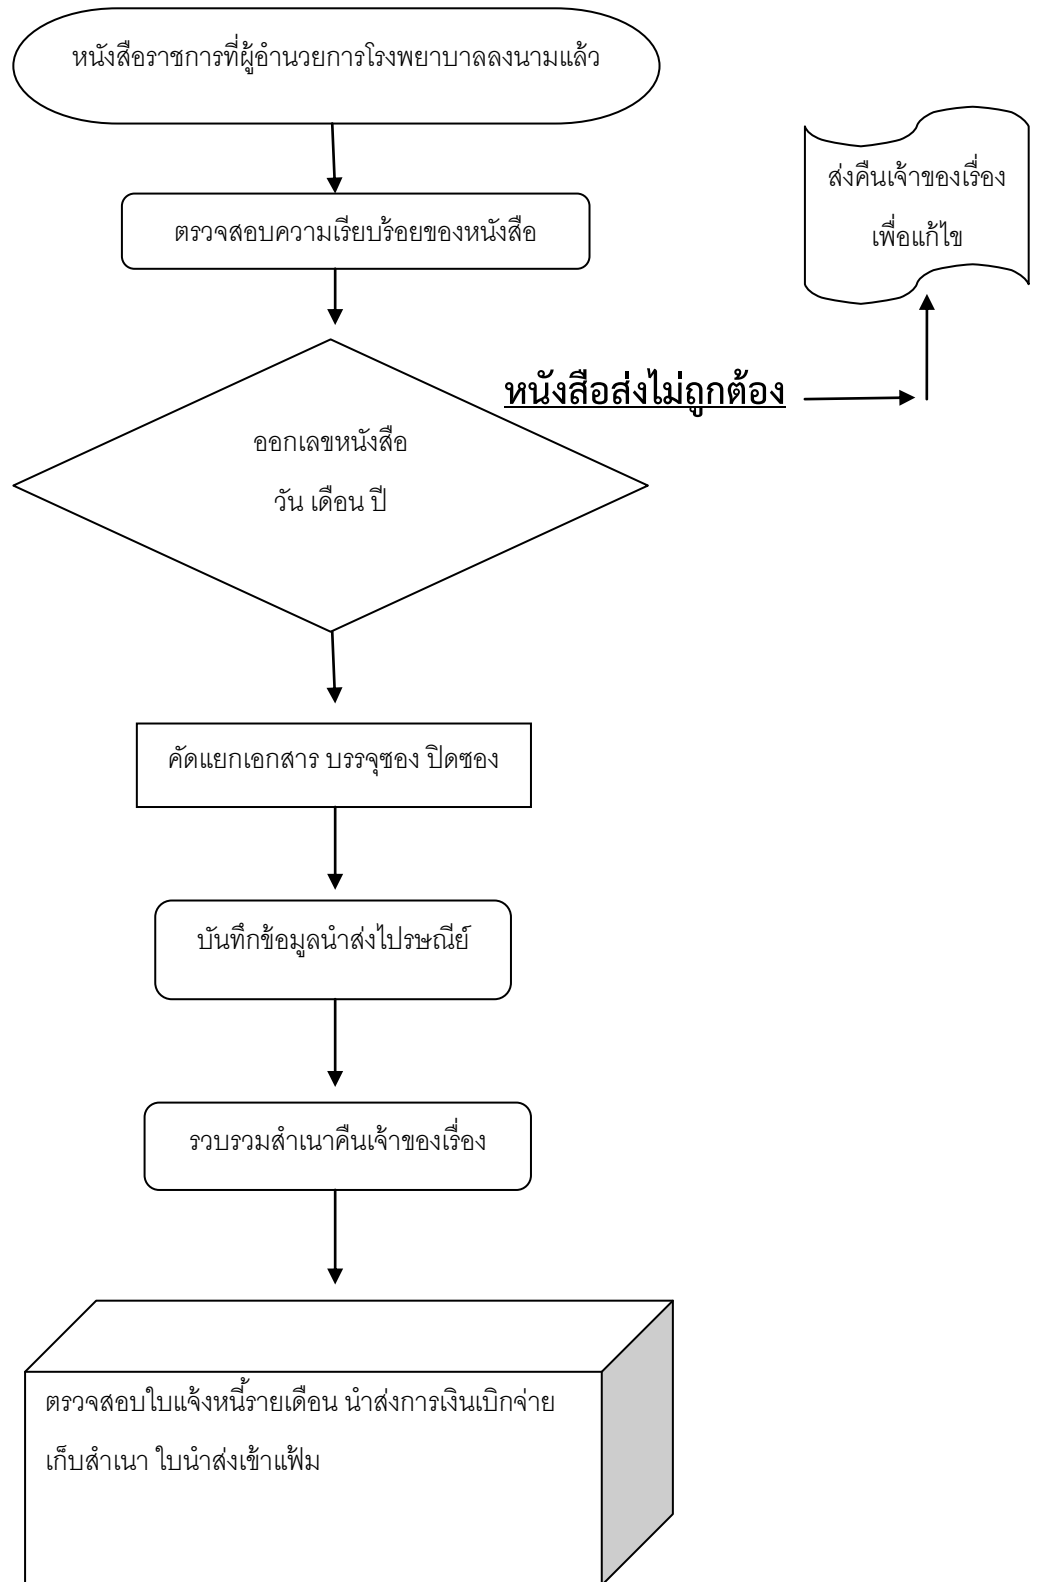 หนังสือราชการที่ผู้อำนวยการโรงพยาบาลลงนามแล้ว
ส่งคืนเจ้าของเรื่อง
เพื่อแก้ไข
ตรวจสอบความเรียบร้อยของหนังสือ
หนังสือส่งไม่ถูกต้อง
ออกเลขหนังสือ
วัน เดือน ปี
คัดแยกเอกสาร บรรจุซอง ปิดซอง
บันทึกข้อมูลนำส่งไปรษณีย์
รวบรวมสำเนาคืนเจ้าของเรื่อง
ตรวจสอบใบแจ้งหนี้รายเดือน นำส่งการเงินเบิกจ่าย
เก็บสำเนา ใบนำส่งเข้าแฟ้ม